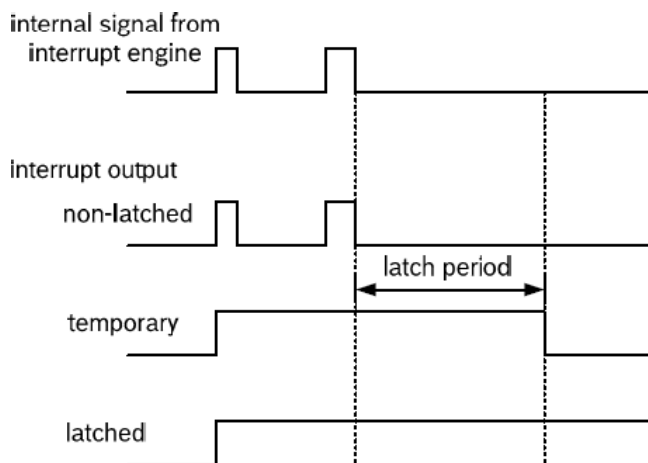 internal signal from
interrupt engine
interrupt output
non-latched
latch period
temporary
latched